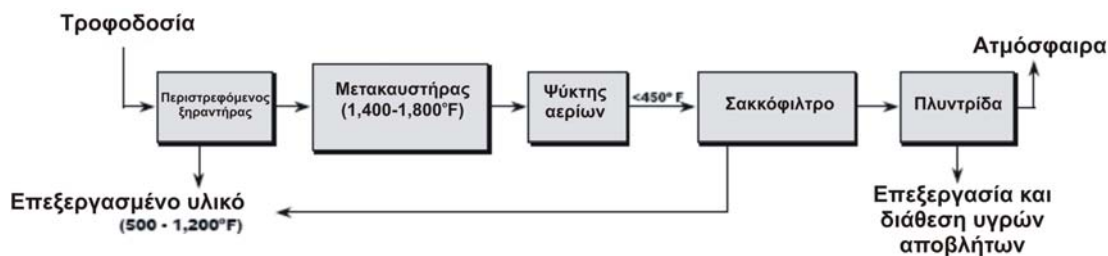 Τροφοδοσία
Περιστρεφόμενος
ξηραντήρας
Μετακαυστήρας
(1,400-1,800°F)
Ψύκτης
αερίων
<450° F
Σακκόφιλτρο
Πλυντρίδα
Ατμόσφαιρα
Επεξεργασμένο υλικό
(500 - 1,200°F)
Επεξεργασία και
διάθεση υγρών
αποβλήτων